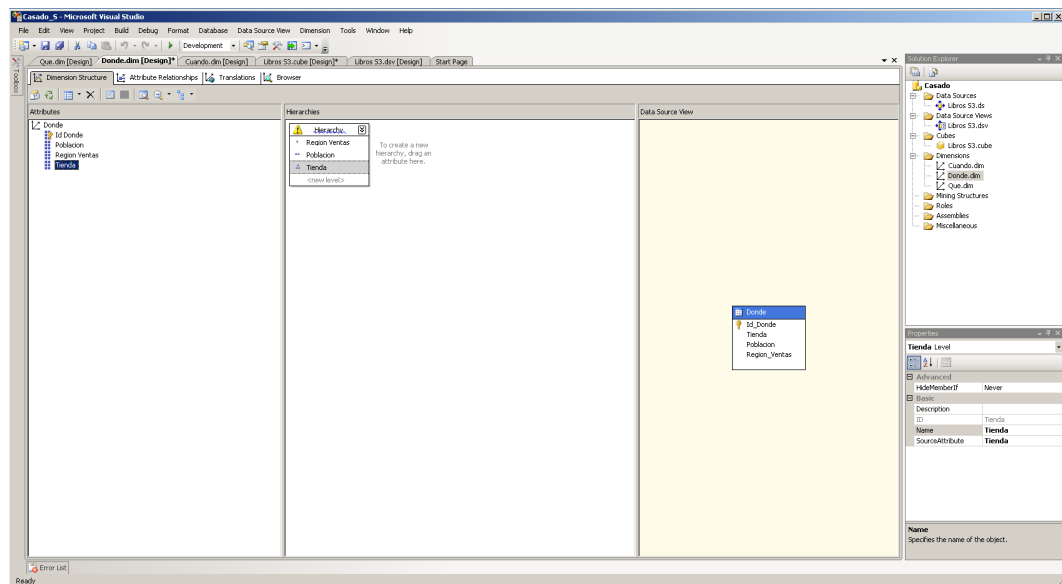 Casado_S - Microsoft Visual Studio
File Edit View Project Build Debug Format Database Data Source View Dimension Tools Window Help
Development
Que.dim [Design] Donde.dim [Design]* Cuando.dim [Design] Libros S3.cube [Design]* Libros S3.dsv [Design] Start Page
Toolbox
Dimension Structure Attribute Relationships Translations Browser
Attributes
Donde
Id Donde
Poblacion
Region Ventas
Tienda
Hierarchies
Hierarchy
Region Ventas
Poblacion
Tienda
<new level>
To create a new
hierarchy, drag an
attribute here.
Data Source View
Donde
Id_Donde
Tienda
Poblacion
Region_Ventas
Solution Explorer
Casado
Data Sources
Libros S3.ds
Data Source Views
Libros S3.dsv
Cubes
Libros S3.cube
Dimensions
Cuando.dim
Donde.dim
Que.dim
Mining Structures
Roles
Assemblies
Miscellaneous
Properties
Tienda Level
Advanced
HideMemberIf Never
Basic
Description
ID Tienda
Name Tienda
SourceAttribute Tienda
Name
Specifies the name of the object.
Error List
Ready